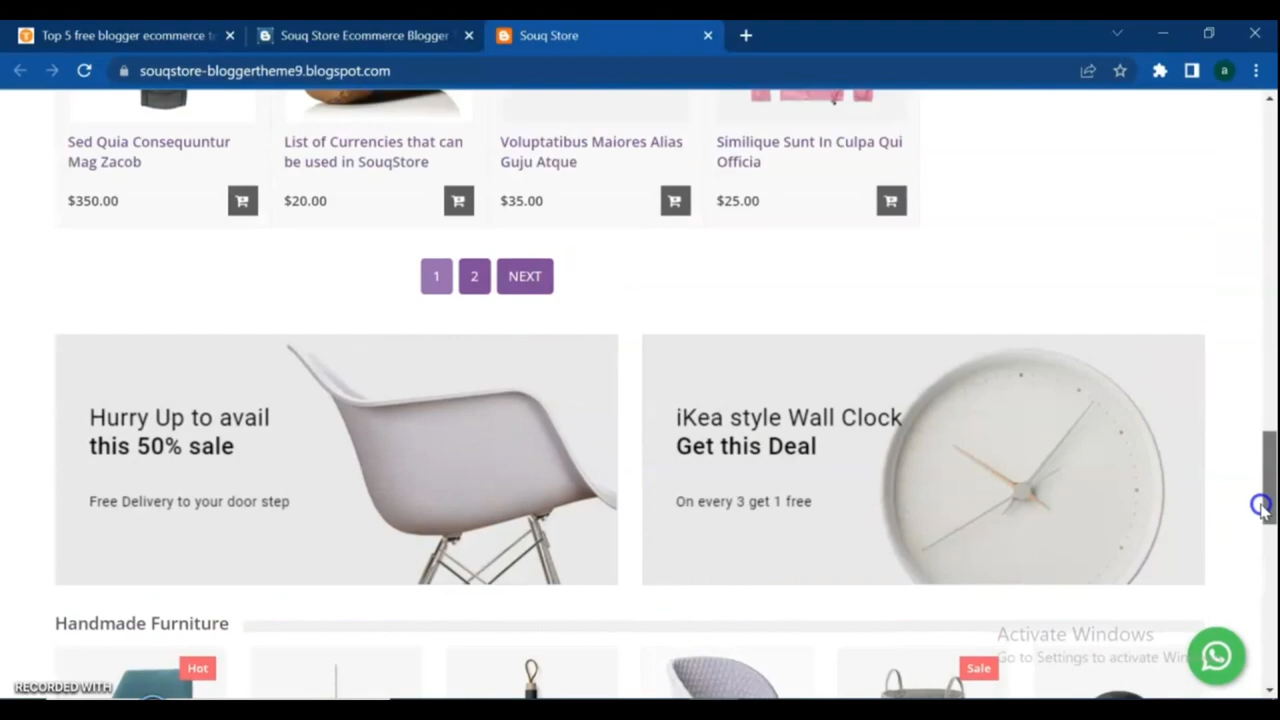 Top 5 free blogger ecommerce t
Souq Store Ecommerce Blogger
Souq Store
souqstore-bloggertheme9.blogspot.com
a
Sed Quia Consequuntur
Mag Zacob
$350.00
List of Currencies that can
be used in SouqStore
$20.00
Voluptatibus Maiores Alias
Guju Atque
$35.00
Similique Sunt In Culpa Qui
Officia
$25.00
1 2 NEXT
Hurry Up to avail
this 50% sale
Free Delivery to your door step
iKea style Wall Clock
Get this Deal
On every 3 get 1 free
Handmade Furniture
Hot
Sale
Activate Windows
Go to Settings to activate Win
RECORDED WITH